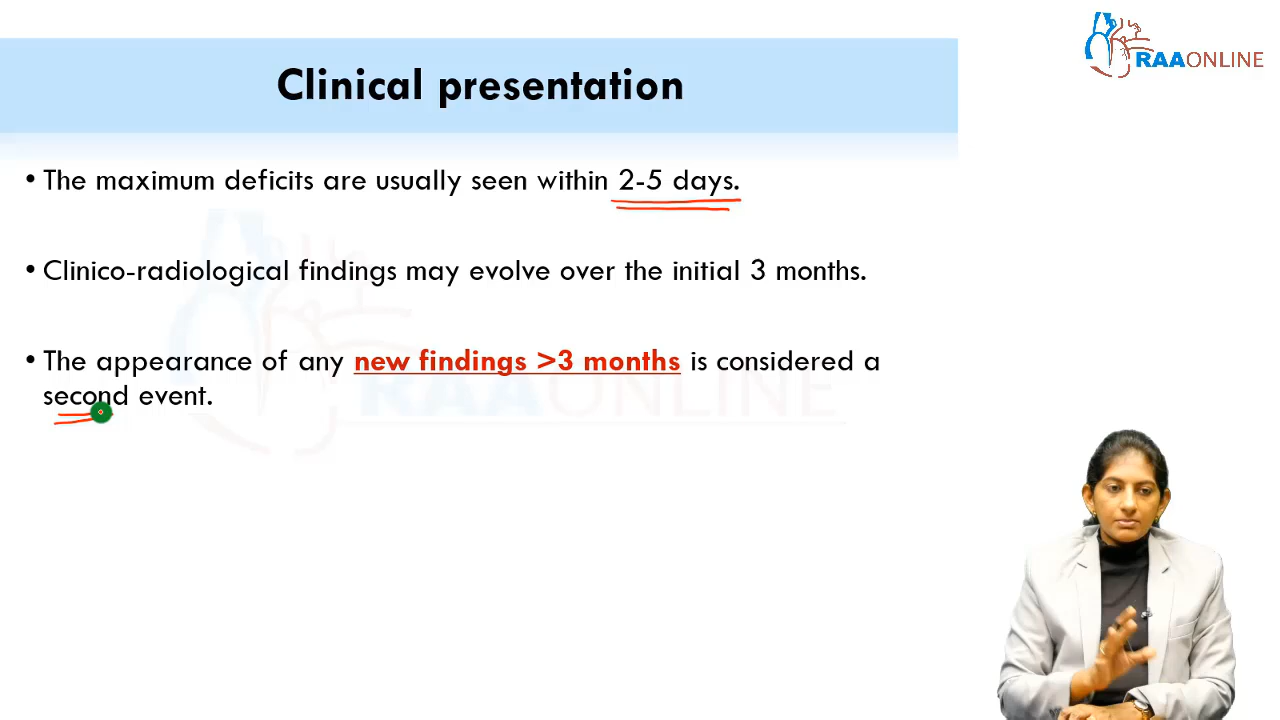 RAAONLINE
Clinical presentation
• The maximum deficits are usually seen within 2-5 days.
• Clinico-radiological findings may evolve over the initial 3 months.
• The appearance of any new findings >3 months is considered a
second event.
RAAONLINE